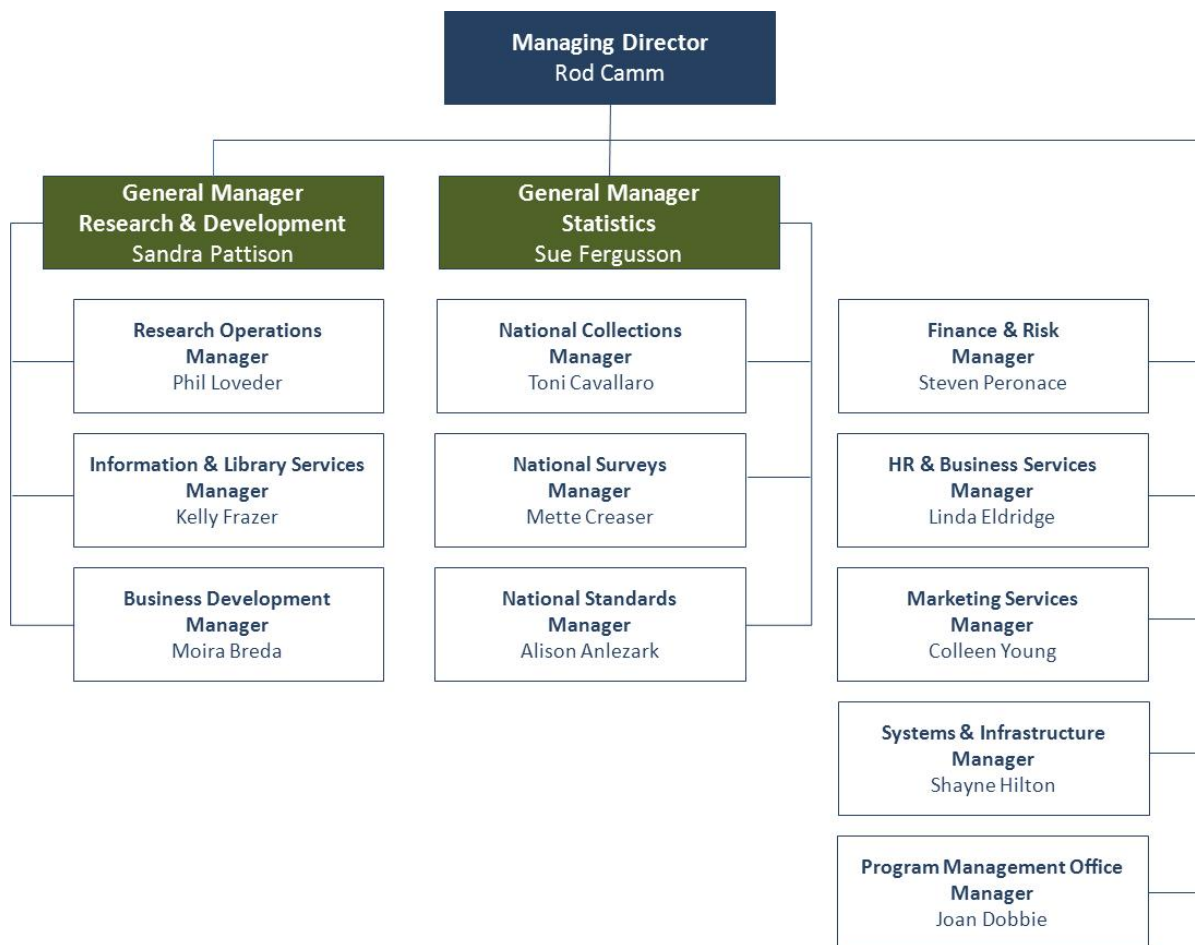 Managing Director
Rod Camm
General Manager
Research & Development
Sandra Pattison
General Manager
Statistics
Sue Fergusson
Research Operations
Manager
Phil Loveder
National Collections
Manager
Toni Cavallaro
Finance & Risk
Manager
Steven Peronace
Information & Library Services
Manager
Kelly Frazer
National Surveys
Manager
Mette Creaser
HR & Business Services
Manager
Linda Eldridge
Business Development
Manager
Moira Breda
National Standards
Manager
Alison Anlezark
Marketing Services
Manager
Colleen Young
Systems & Infrastructure
Manager
Shayne Hilton
Program Management Office
Manager
Joan Dobbie